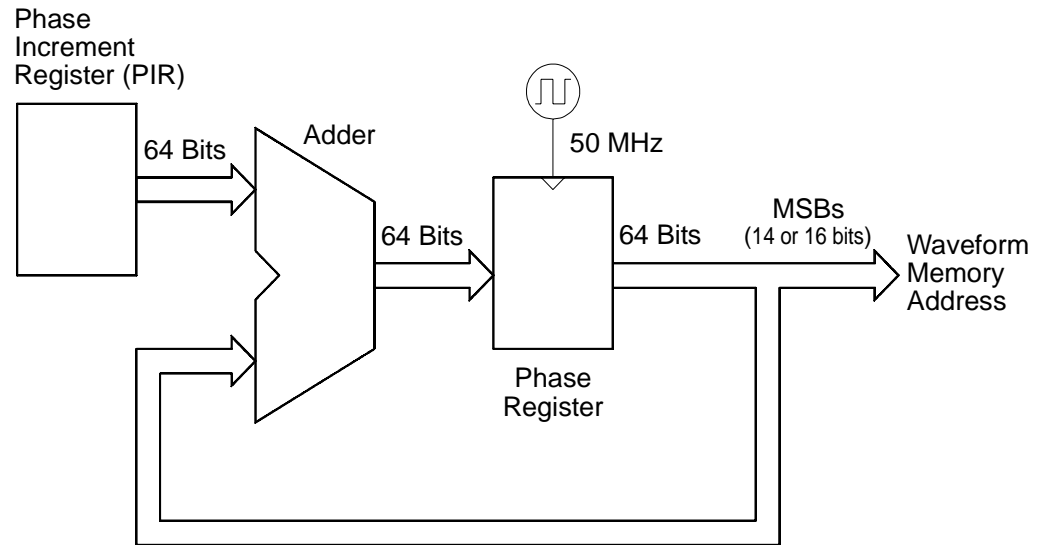 Phase
Increment
Register (PIR)
64 Bits
Adder
64 Bits
50 MHz
64 Bits
MSBs
(14 or 16 bits)
Waveform
Memory
Address
Phase
Register